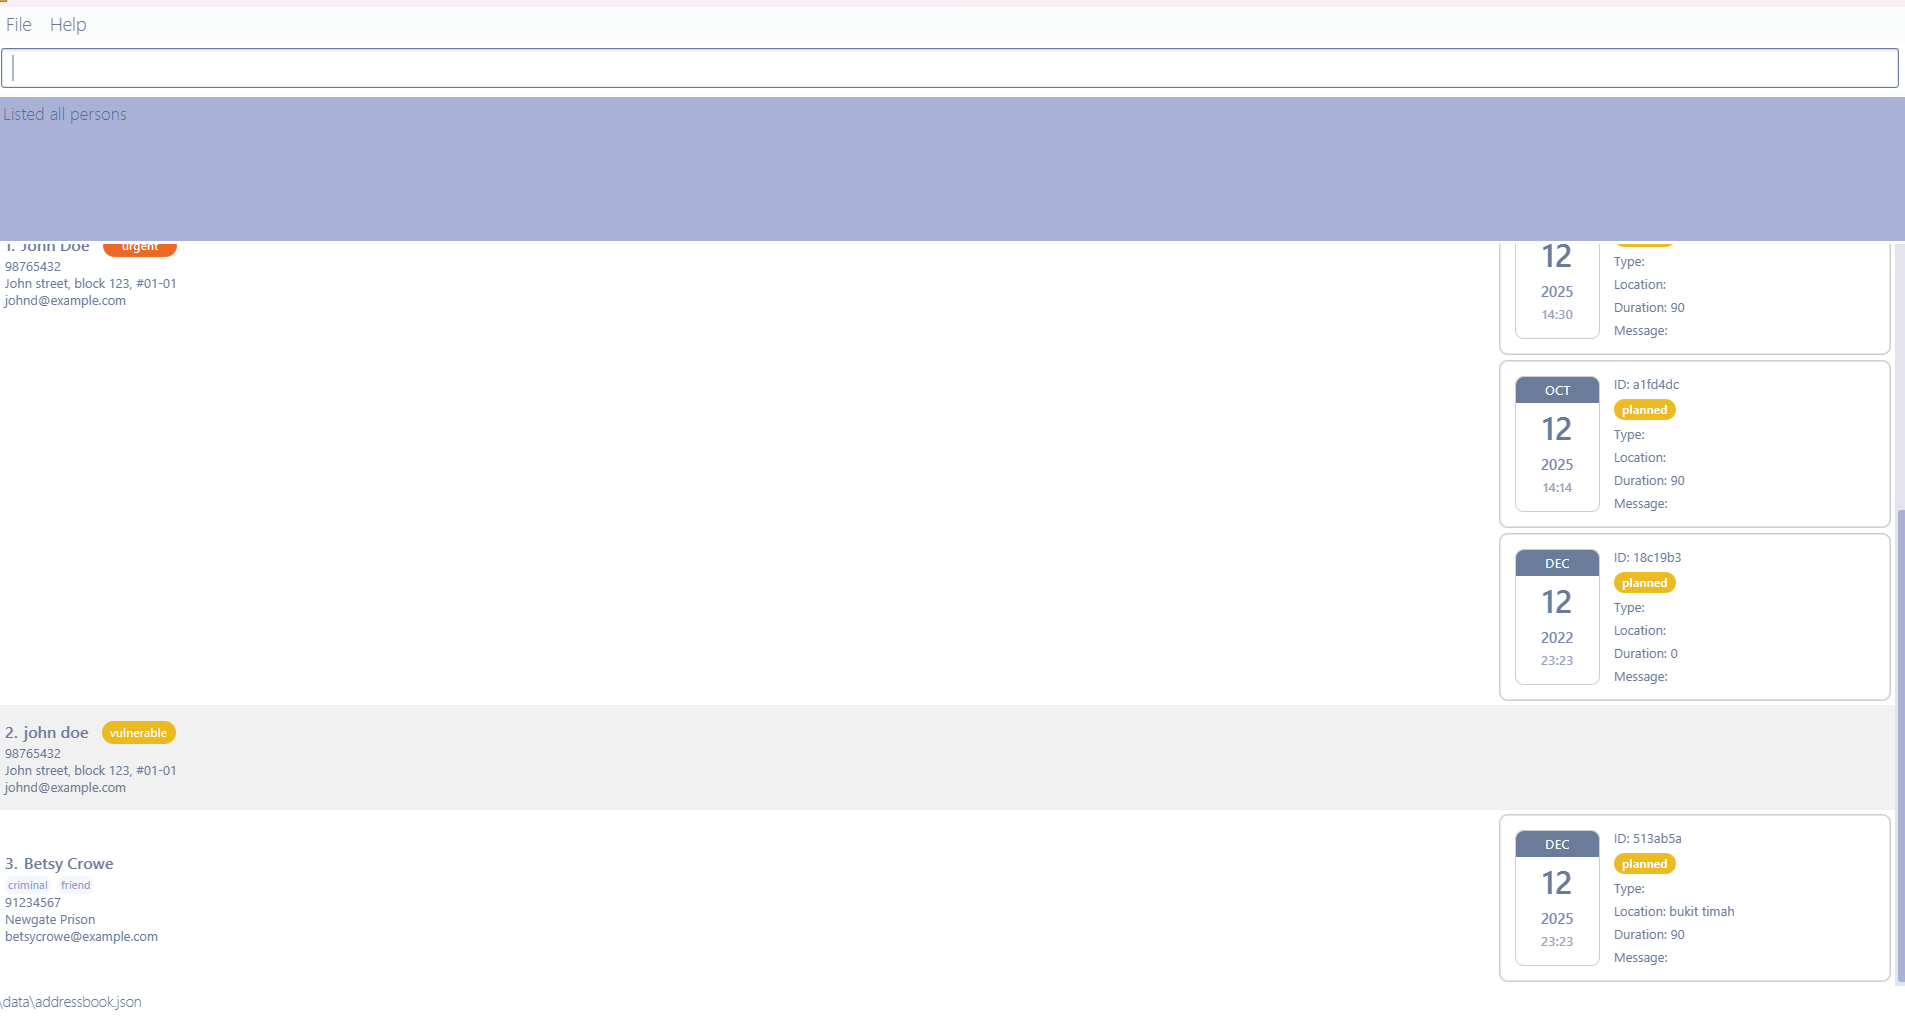 File Help
Listed all persons
1. John Doe urgent
98765432
John street, block 123, #01-01
johnd@example.com
12
2025
14:30
Type:
Location:
Duration: 90
Message:
OCT
12
2025
14:14
ID: a1fd4dc
planned
Type:
Location:
Duration: 90
Message:
DEC
12
2022
23:23
ID: 18c19b3
planned
Type:
Location:
Duration: 0
Message:
2. john doe vulnerable
98765432
John street, block 123, #01-01
johnd@example.com
3. Betsy Crowe
criminal friend
91234567
Newgate Prison
betsycrowe@example.com
DEC
12
2025
23:23
ID: 513ab5a
planned
Type:
Location: bukit timah
Duration: 90
Message:
\data\addressbook.json